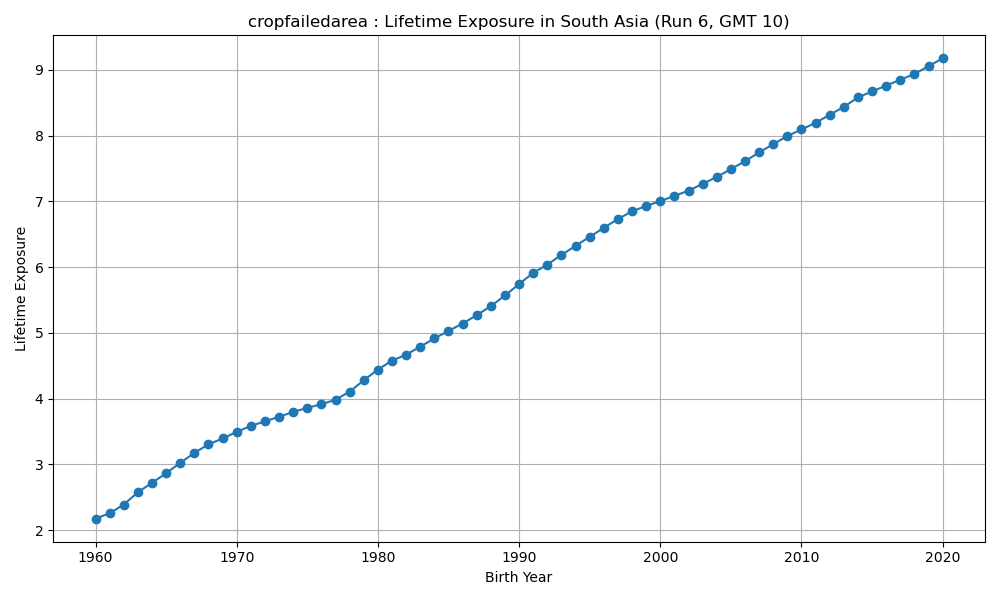 cropfailedarea : Lifetime Exposure in South Asia (Run 6, GMT 10)
Lifetime Exposure
9
8
7
6
5
4
3
2
1960 1970 1980 1990 2000 2010 2020
Birth Year